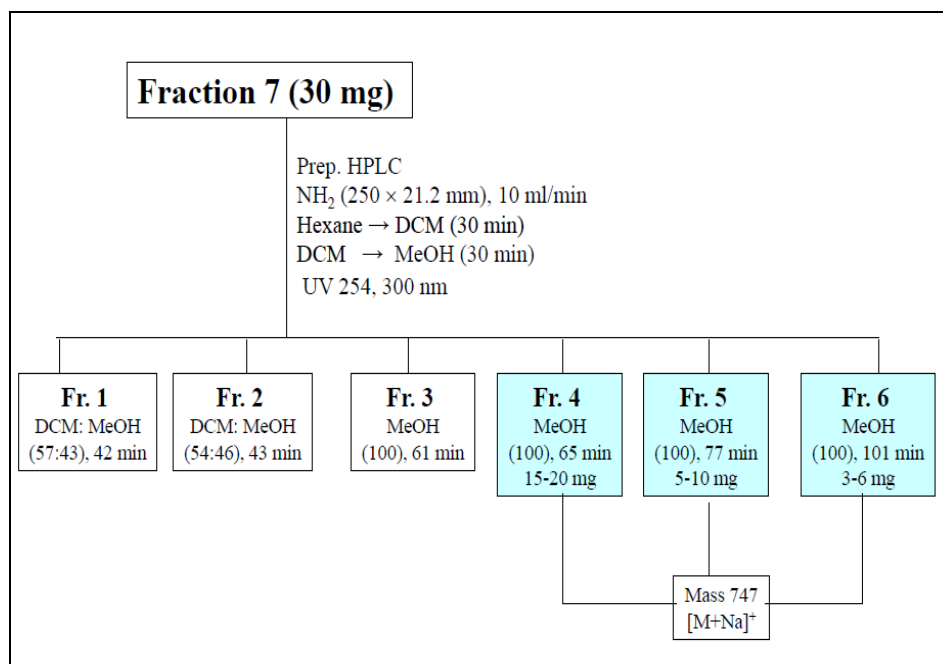 Fraction 7 (30 mg)
Prep. HPLC
NH₂ (250 × 21.2 mm), 10 ml/min
Hexane → DCM (30 min)
DCM → MeOH (30 min)
UV 254, 300 nm
Fr. 1
DCM: MeOH
(57:43), 42 min
Fr. 2
DCM: MeOH
(54:46), 43 min
Fr. 3
MeOH
(100), 61 min
Fr. 4
MeOH
(100), 65 min
15-20 mg
Fr. 5
MeOH
(100), 77 min
5-10 mg
Fr. 6
MeOH
(100), 101 min
3-6 mg
Mass 747
[M+Na]⁺